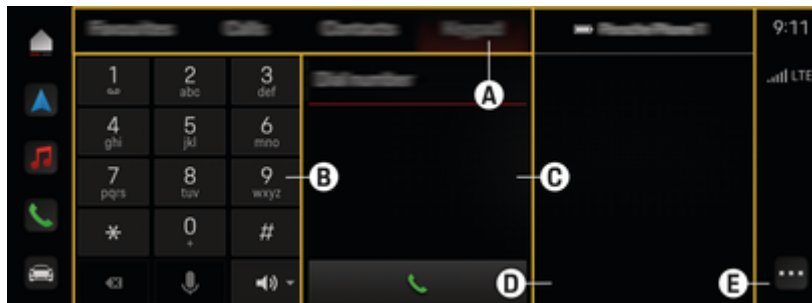 9:11
LTE
A
1
2 abc
3 def
4 ghi
5 jkl
6 mno
7 pqrs
8 tuv
9 wxyz
B
C
*
0 +
#
D
E